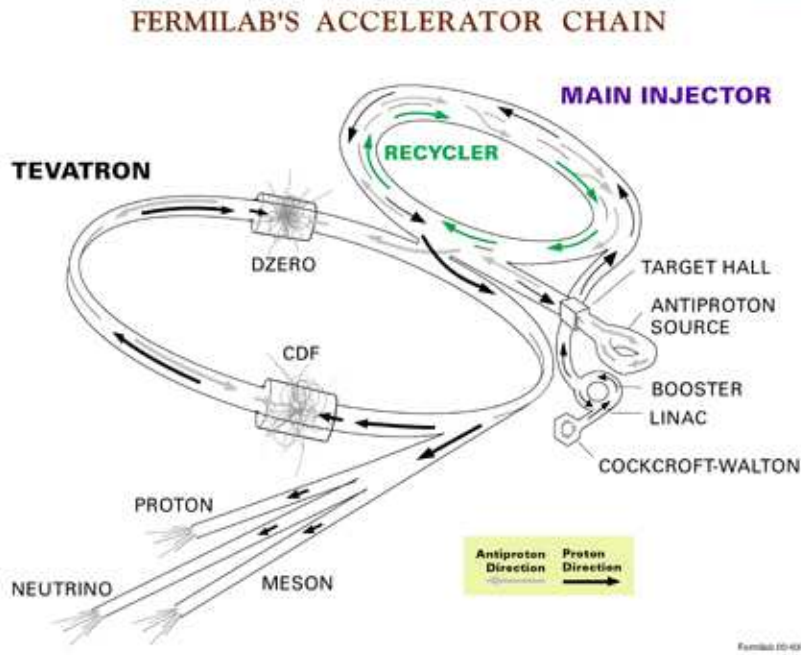 FERMILAB'S ACCELERATOR CHAIN
MAIN INJECTOR
RECYCLER
TEVATRON
DZERO
TARGET HALL
ANTIPROTON
SOURCE
CDF
BOOSTER
LINAC
COCKCROFT-WALTON
PROTON
NEUTRINO
MESON
Antiproton
Direction
Proton
Direction
Fermilab